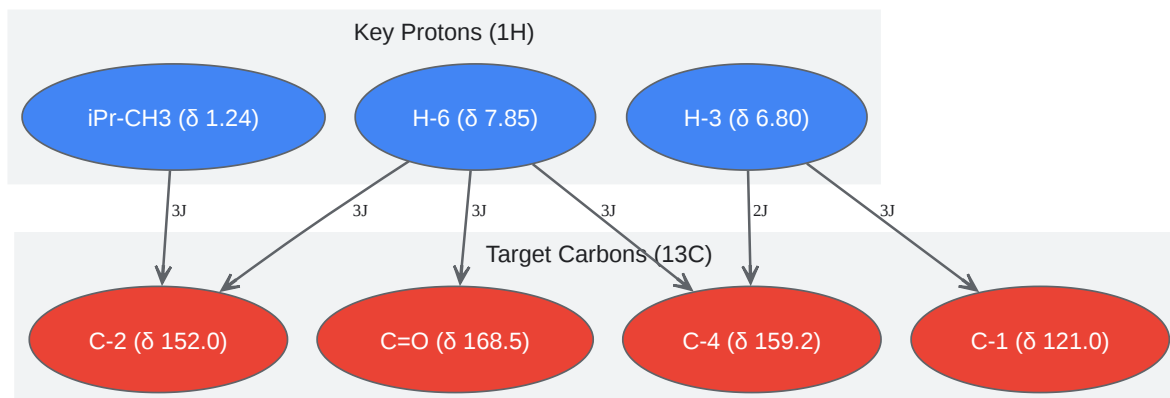 Key Protons (1H)
iPr-CH3 (δ 1.24)
H-6 (δ 7.85)
H-3 (δ 6.80)
3J
3J
3J
3J
2J
3J
Target Carbons (13C)
C-2 (δ 152.0)
C=O (δ 168.5)
C-4 (δ 159.2)
C-1 (δ 121.0)